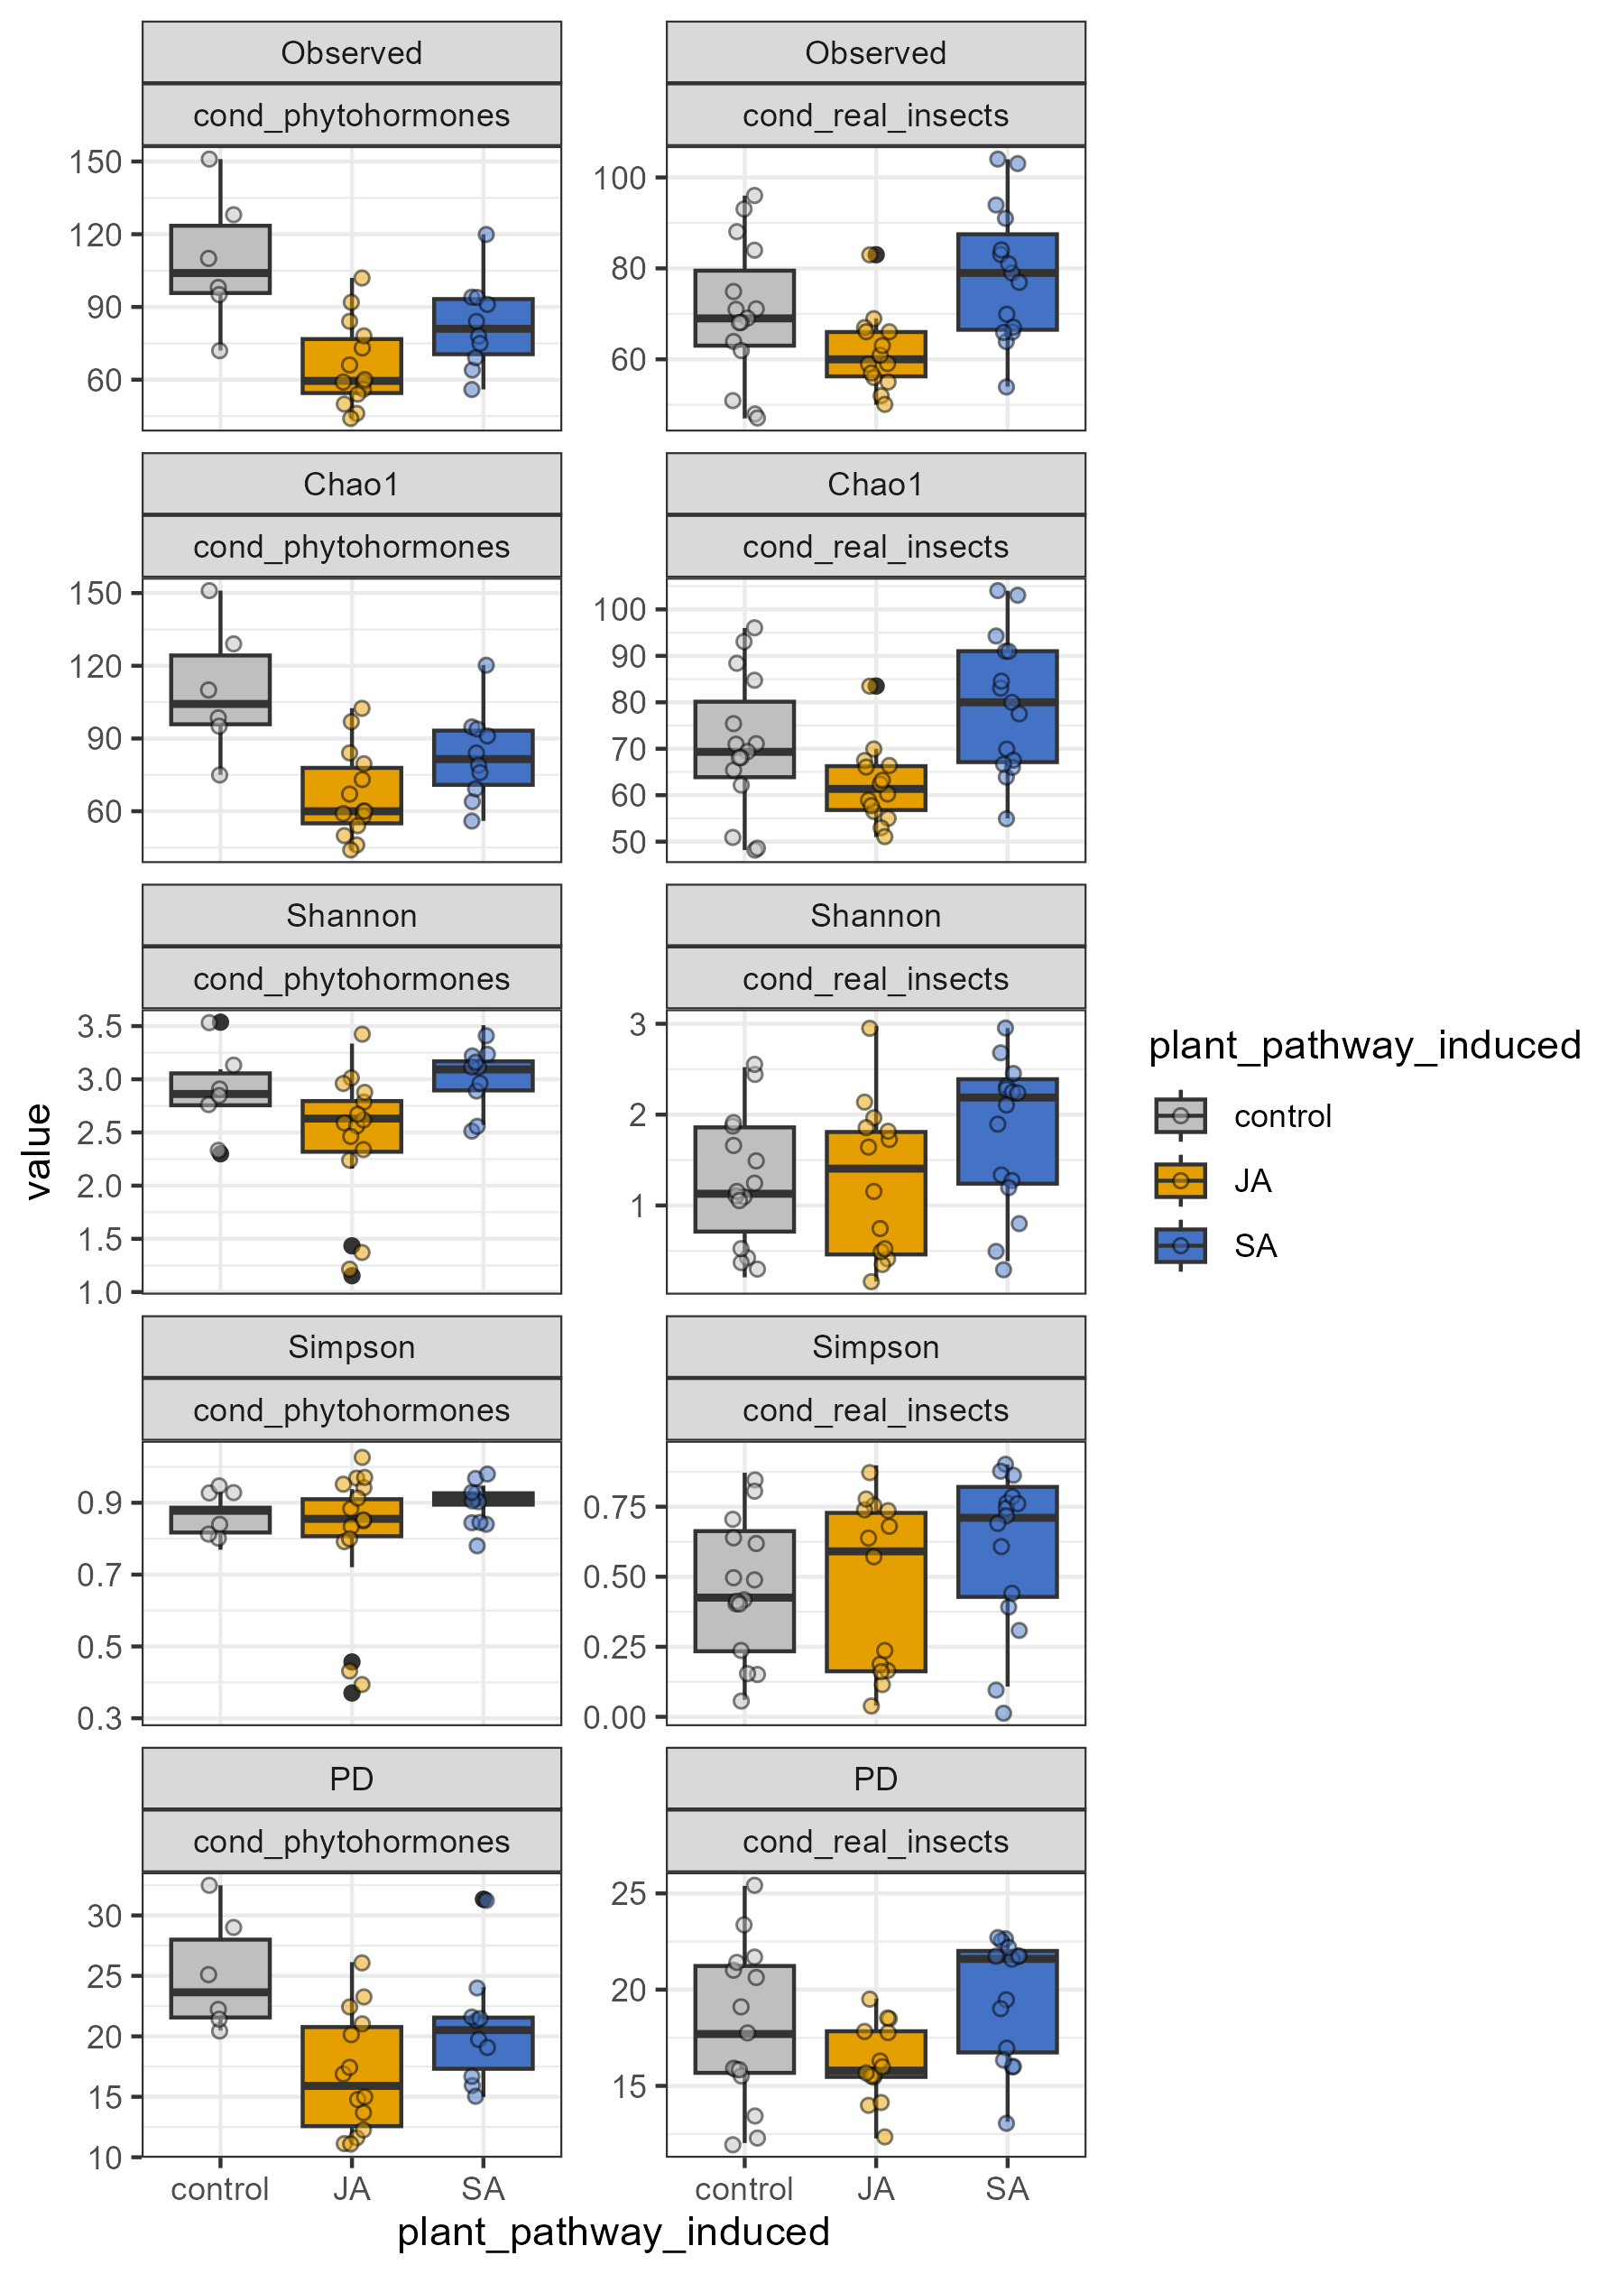 Observed
cond_phytohormones
150
120
90
60
Observed
cond_real_insects
100
80
60
Chao1
cond_phytohormones
150
120
90
60
Chao1
cond_real_insects
100
90
80
70
60
50
Shannon
cond_phytohormones
3.5
3.0
2.5
2.0
1.5
1.0
Shannon
cond_real_insects
3
2
1
Simpson
cond_phytohormones
0.9
0.7
0.5
0.3
Simpson
cond_real_insects
0.75
0.50
0.25
0.00
PD
cond_phytohormones
30
25
20
15
10
PD
cond_real_insects
25
20
15
control JA SA
control JA SA
plant_pathway_induced
value
plant_pathway_induced
control
JA
SA